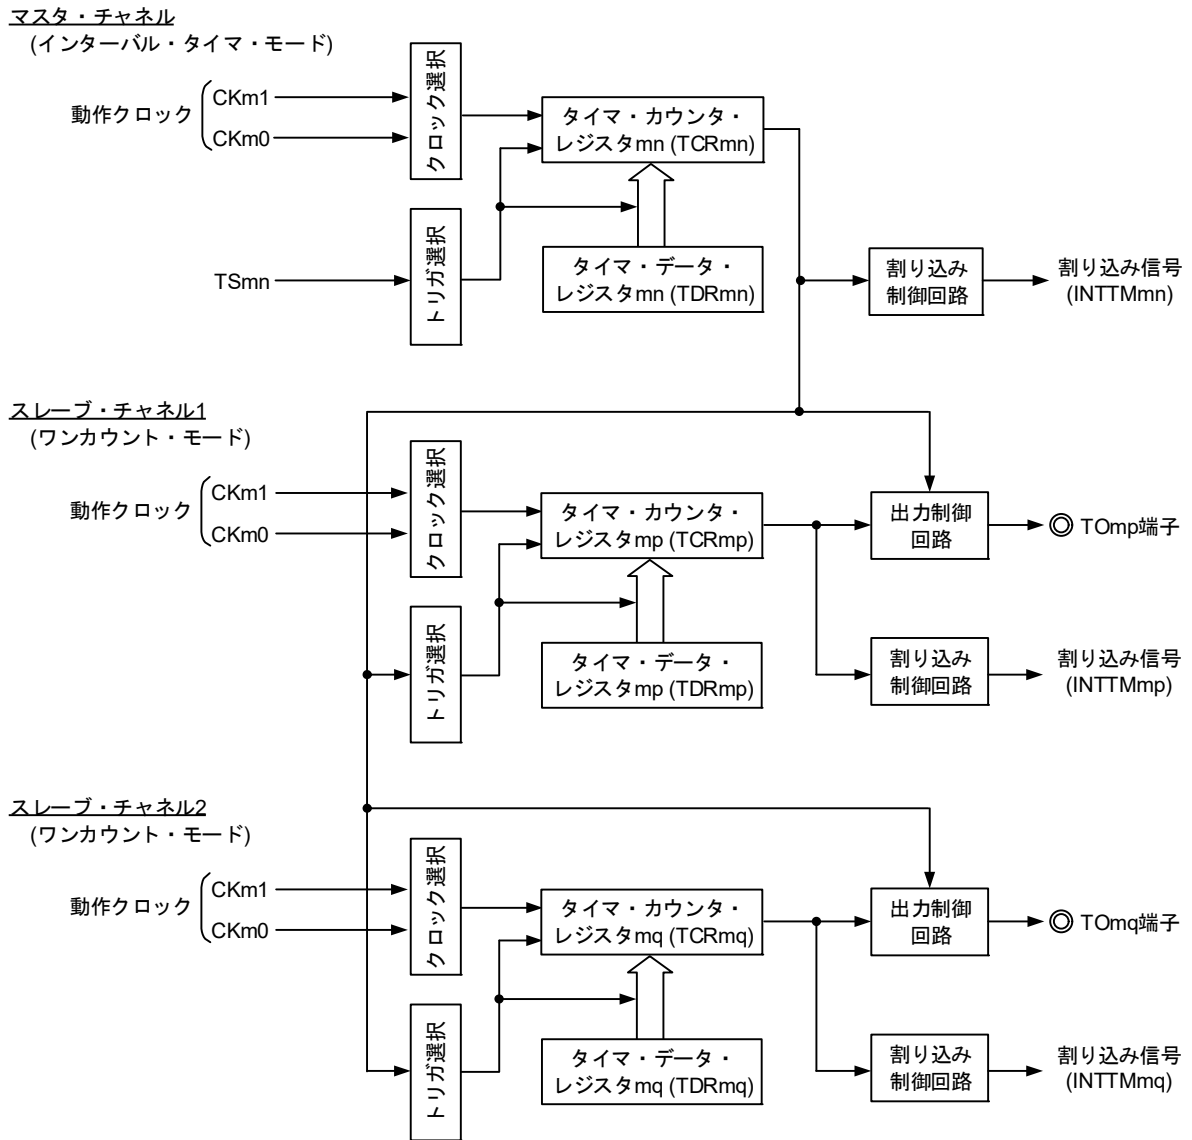 マスタ・チャネル
(インターバル・タイマ・モード)
動作クロック
CKm1
CKm0
クロック選択
タイマ・カウンタ・
レジスタmn (TCRmn)
TSmn
トリガ選択
タイマ・データ・
レジスタmn (TDRmn)
割り込み
制御回路
割り込み信号
(INTTMmn)
スレーブ・チャネル1
(ワンカウント・モード)
動作クロック
CKm1
CKm0
クロック選択
タイマ・カウンタ・
レジスタmp (TCRmp)
出力制御
回路
TOmp端子
トリガ選択
タイマ・データ・
レジスタmp (TDRmp)
割り込み
制御回路
割り込み信号
(INTTMmp)
スレーブ・チャネル2
(ワンカウント・モード)
動作クロック
CKm1
CKm0
クロック選択
タイマ・カウンタ・
レジスタmq (TCRmq)
出力制御
回路
TOmq端子
トリガ選択
タイマ・データ・
レジスタmq (TDRmq)
割り込み
制御回路
割り込み信号
(INTTMmq)